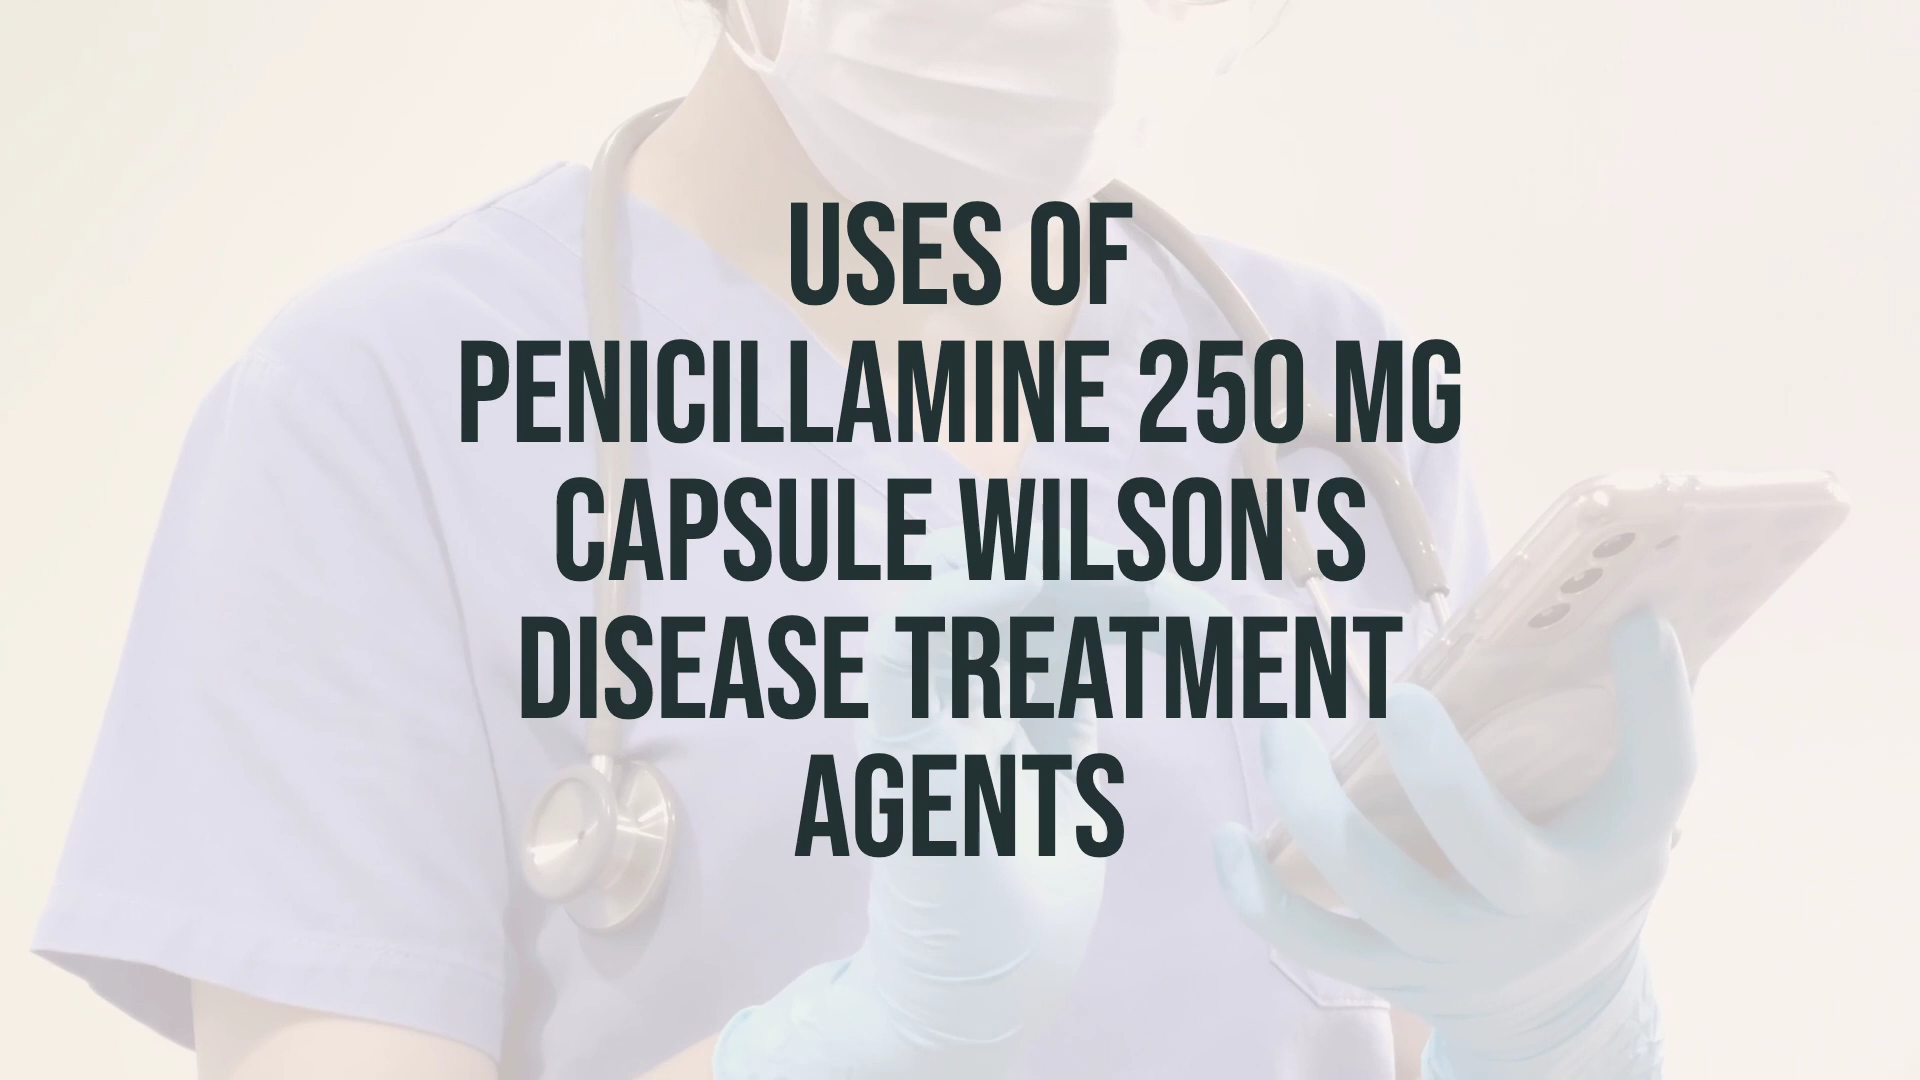 USES OF
PENICILLAMINE 250 MG
CAPSULE WILSON'S
DISEASE TREATMENT
AGENTS